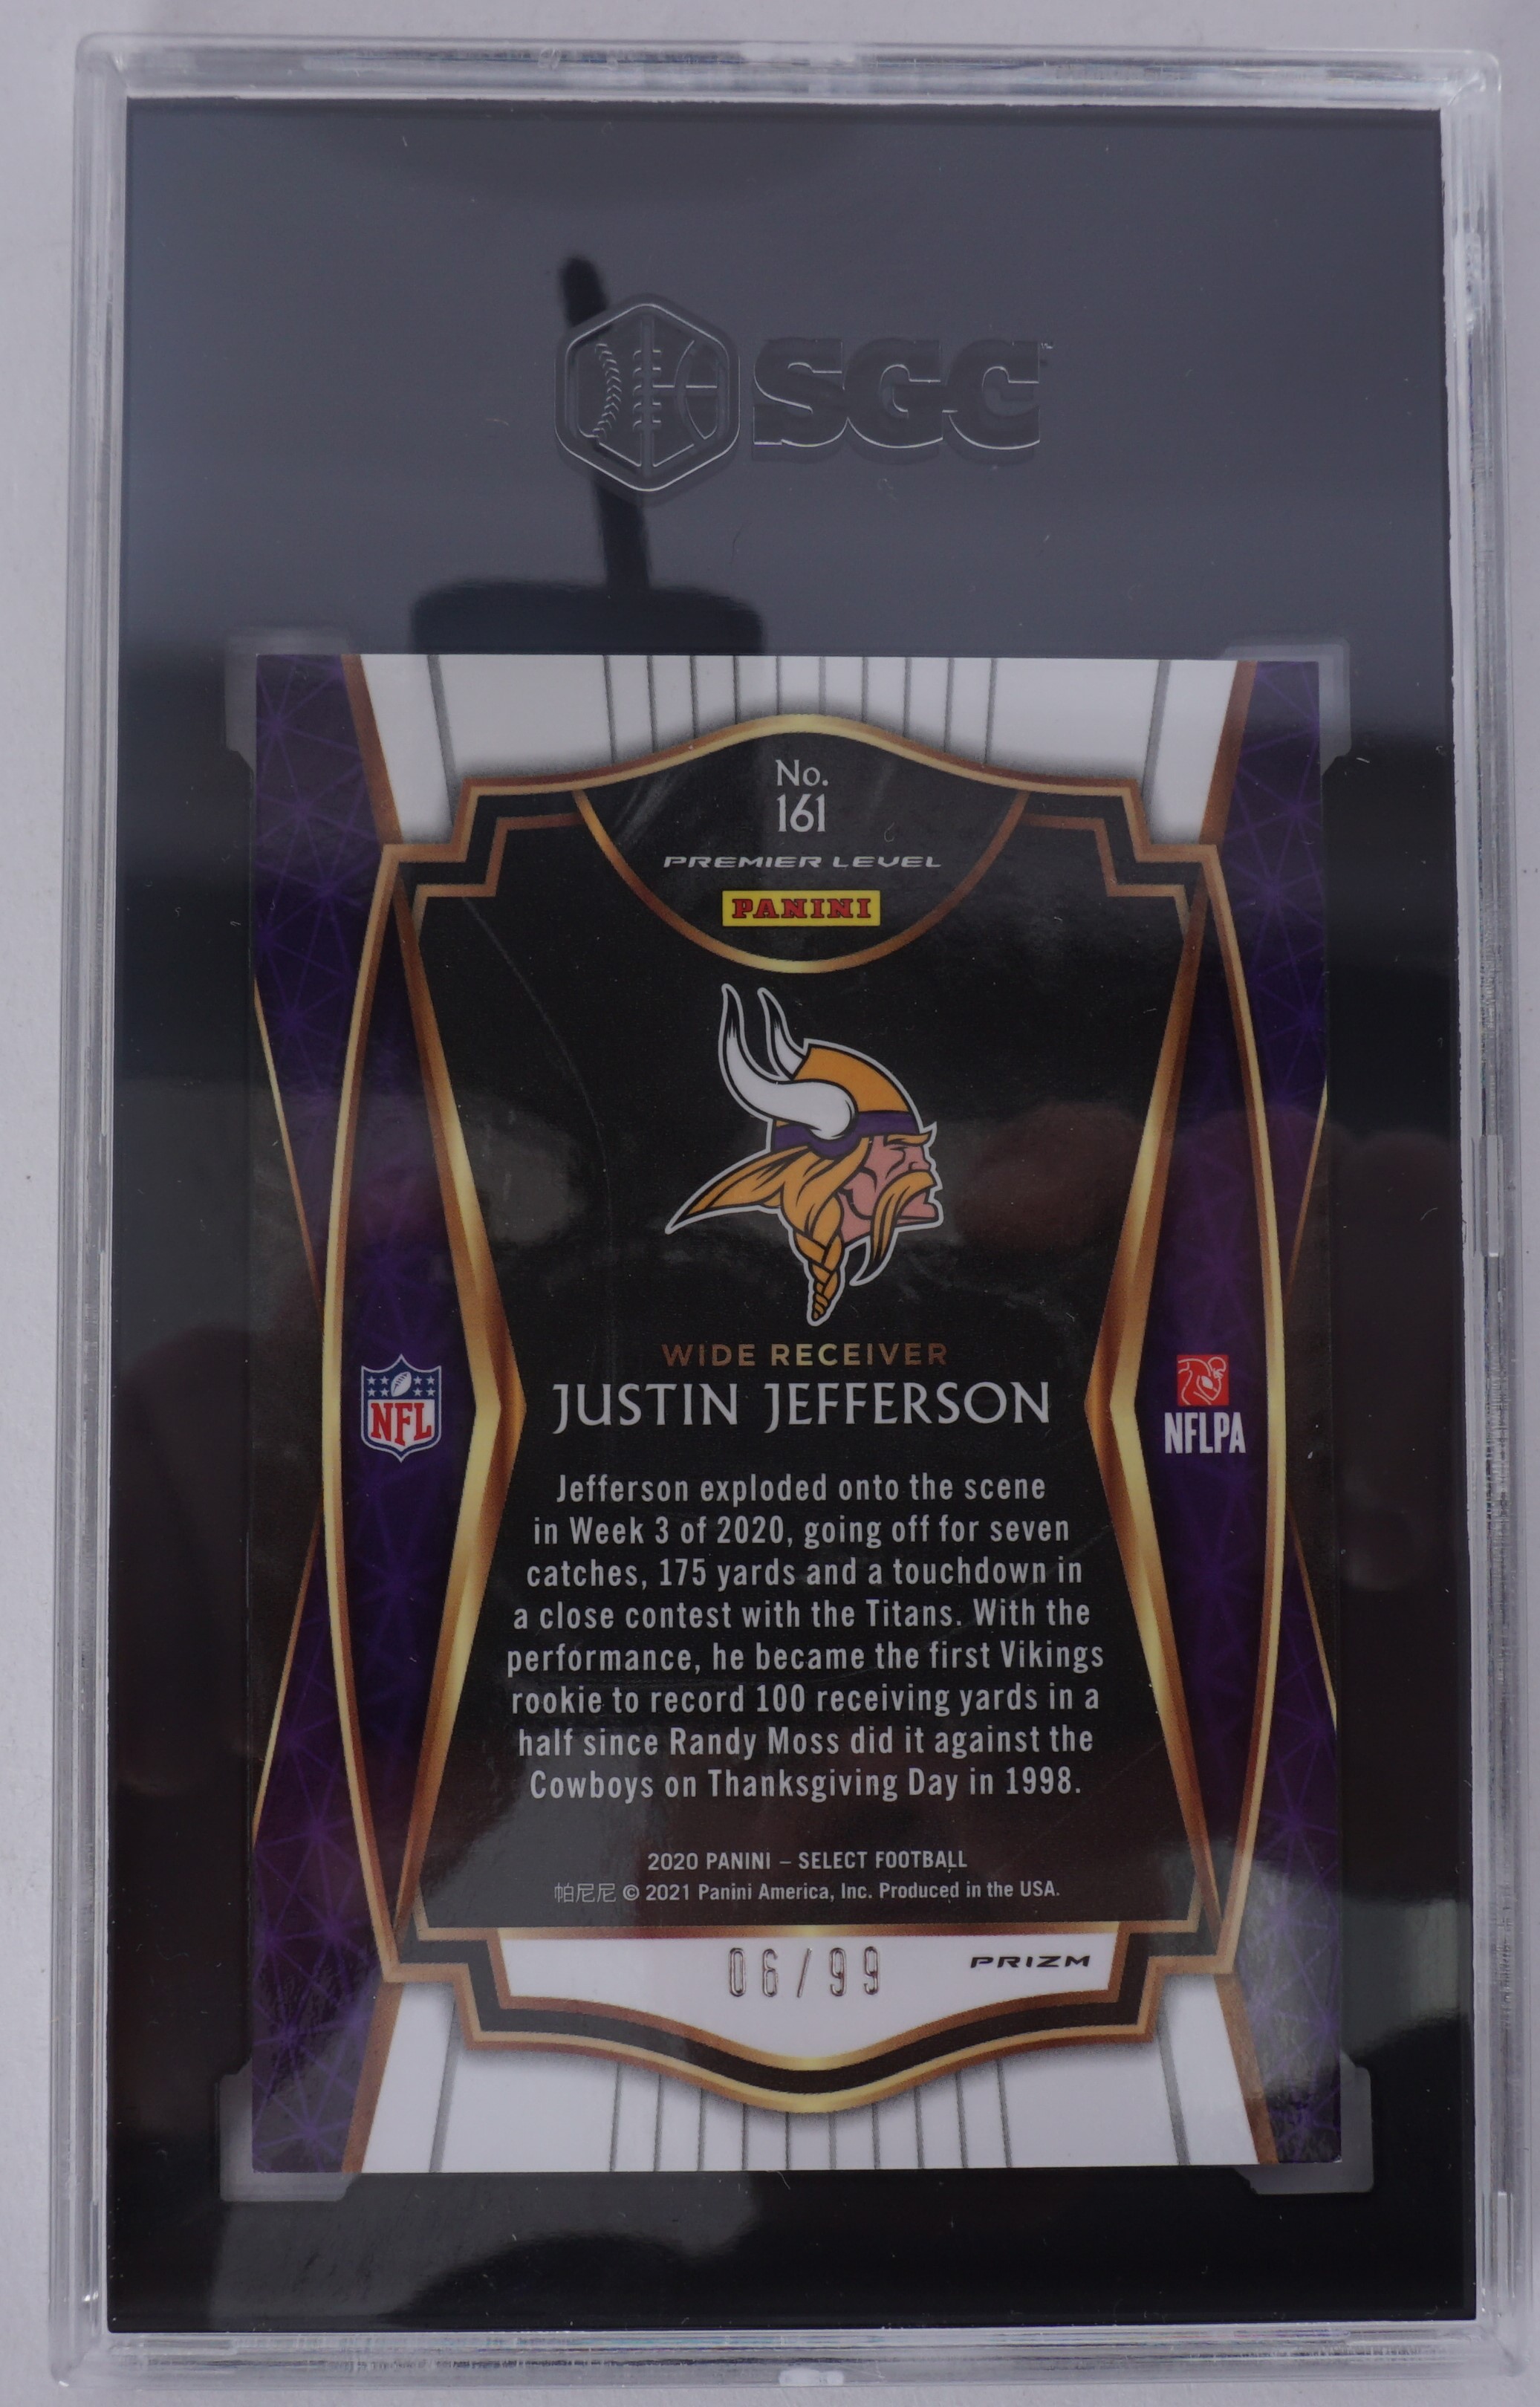 SGC
No.
161
PREMIER LEVEL
PANINI
WIDE RECEIVER
JUSTIN JEFFERSON
NFL
NFLPA
Jefferson exploded onto the scene
in Week 3 of 2020, going off for seven
catches, 175 yards and a touchdown in
a close contest with the Titans. With the
performance, he became the first Vikings
rookie to record 100 receiving yards in a
half since Randy Moss did it against the
Cowboys on Thanksgiving Day in 1998.
2020 PANINI – SELECT FOOTBALL
帕尼尼 © 2021 Panini America, Inc. Produced in the USA.
06/99
PRIZM